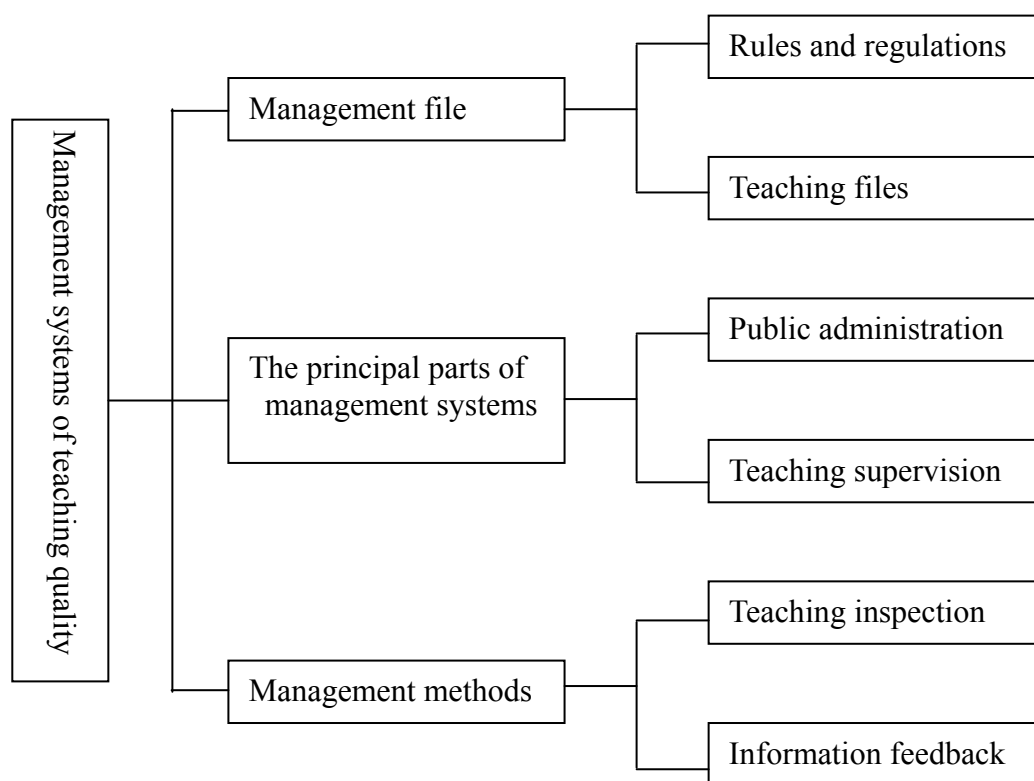 Management systems of teaching quality
Management file
Rules and regulations
Teaching files
The principal parts of
management systems
Public administration
Teaching supervision
Management methods
Teaching inspection
Information feedback